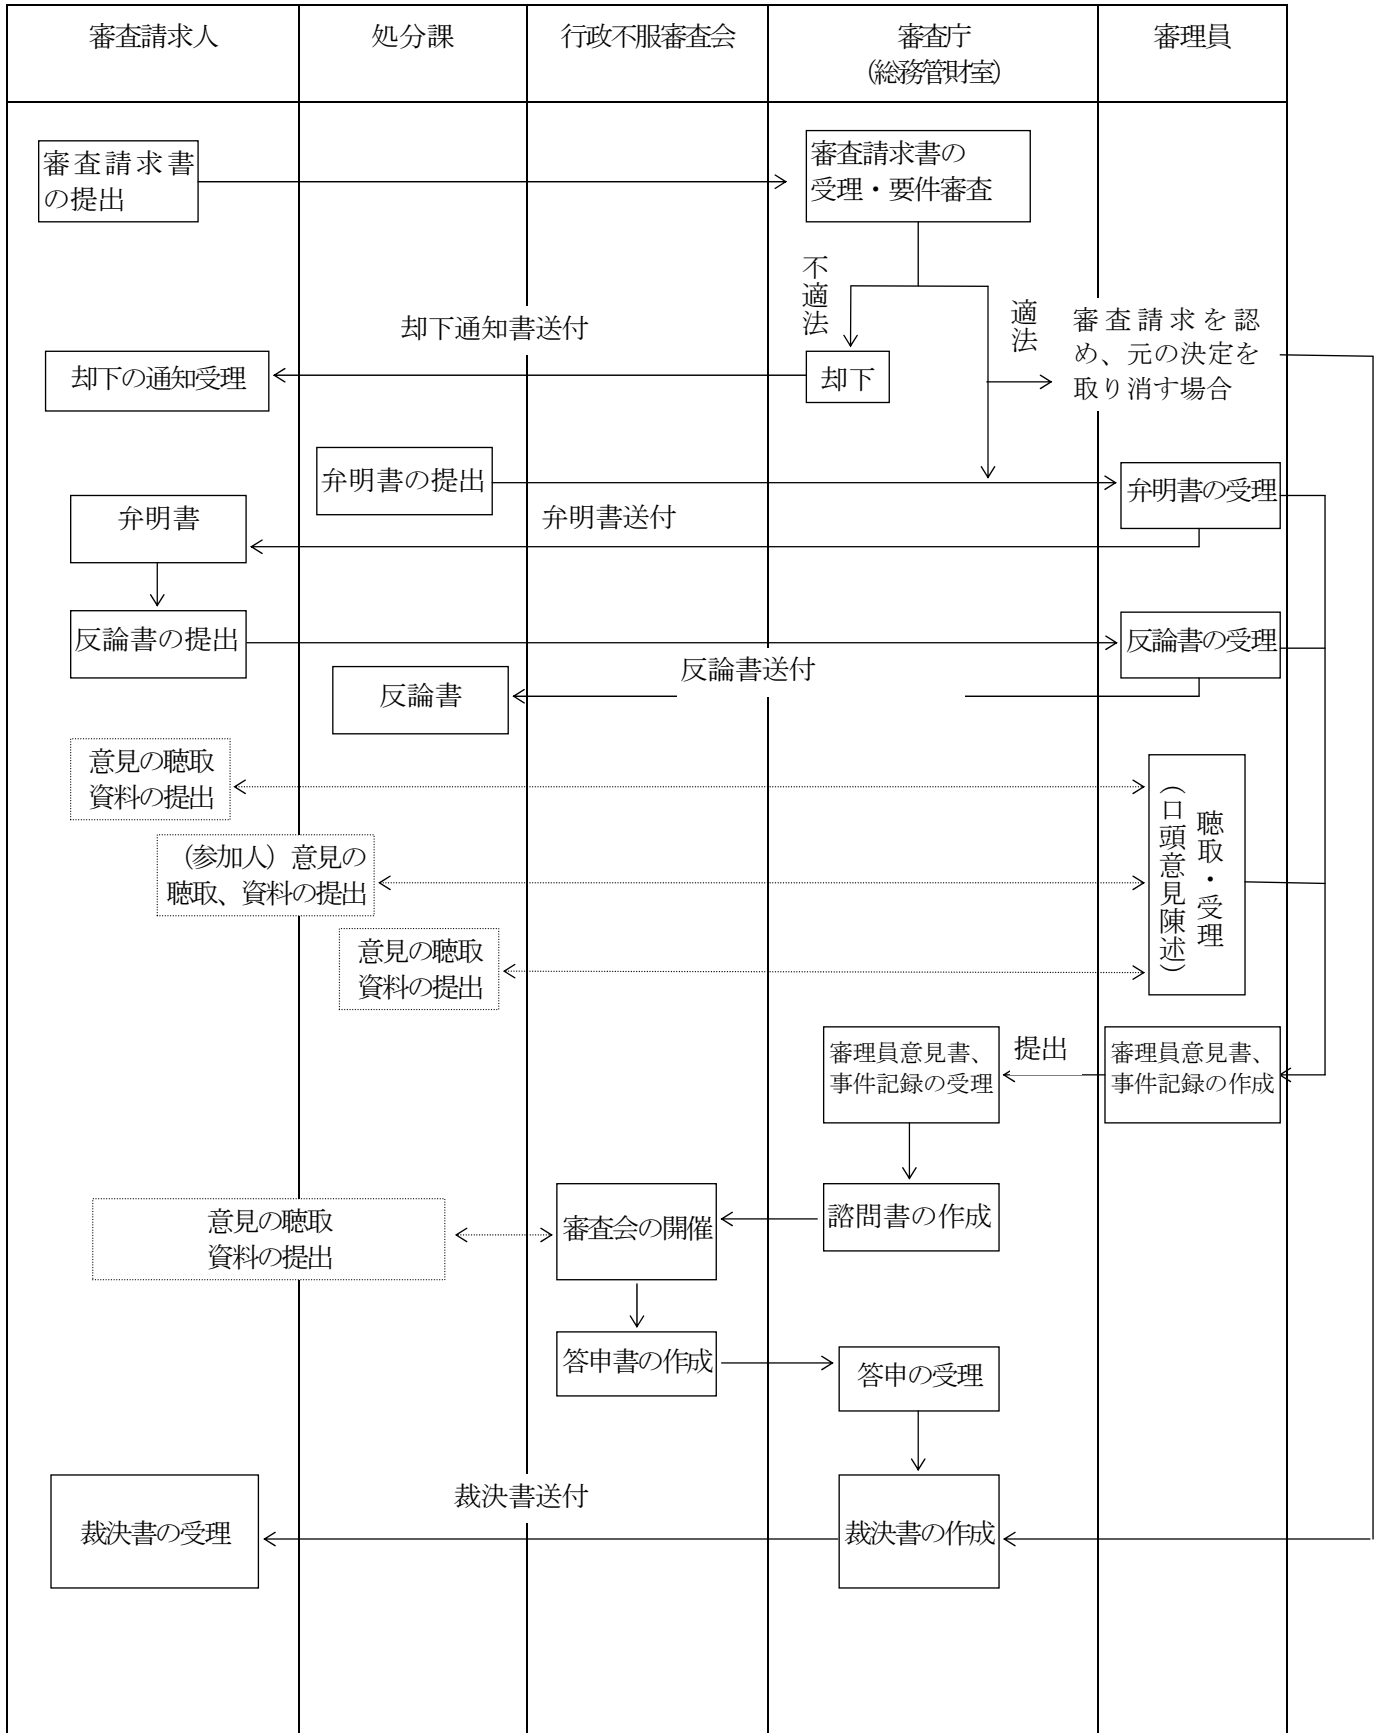 審査請求人
処分課
行政不服審査会
審査庁
(総務管財室)
審理員
審査請求書
の提出
審査請求書の
受理・要件審査
不適法
適法
却下通知書送付
審査請求を認
め、元の決定を
取り消す場合
却下の通知受理
却下
弁明書の提出
弁明書の受理
弁明書
弁明書送付
反論書の提出
反論書の受理
反論書送付
反論書
意見の聴取
資料の提出
(参加人)意見の
聴取、資料の提出
意見の聴取
資料の提出
聴取・受理
(口頭意見陳述)
審理員意見書、
事件記録の受理
提出
審理員意見書、
事件記録の作成
意見の聴取
資料の提出
審査会の開催
諮問書の作成
答申書の作成
答申の受理
裁決書の受理
裁決書送付
裁決書の作成